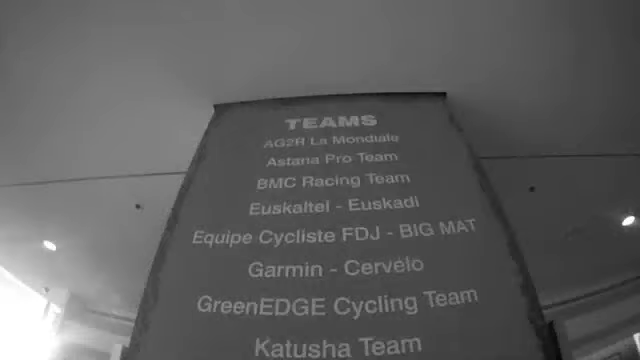 TEAMS
AG2R La Mondiale
Astana Pro Team
BMC Racing Team
Euskaltel - Euskadi
Equipe Cycliste FDJ - BIG MAT
Garmin - Cervélo
GreenEDGE Cycling Team
Katusha Team